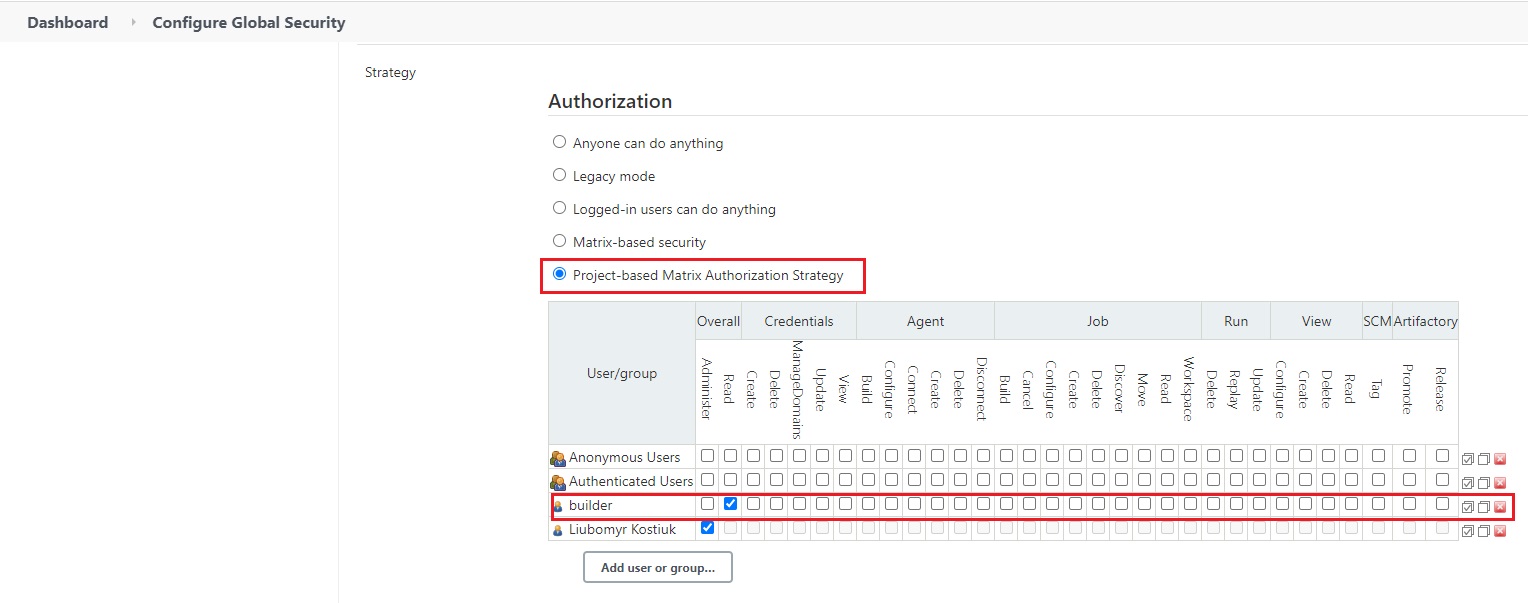 Dashboard Configure Global Security
Strategy
Authorization
Anyone can do anything
Legacy mode
Logged-in users can do anything
Matrix-based security
Project-based Matrix Authorization Strategy
User/group Overall Credentials Agent Job Run View SCM Artifactory
Administer Read Create Delete ManageDomains Update View Build Configure Connect Create Delete Disconnect Build Cancel Configure Create Delete Discover Move Read Workspace Delete Replay Update Configure Create Delete Read Tag Promote Release
Anonymous Users
Authenticated Users
builder
Liubomyr Kostiuk
Add user or group...